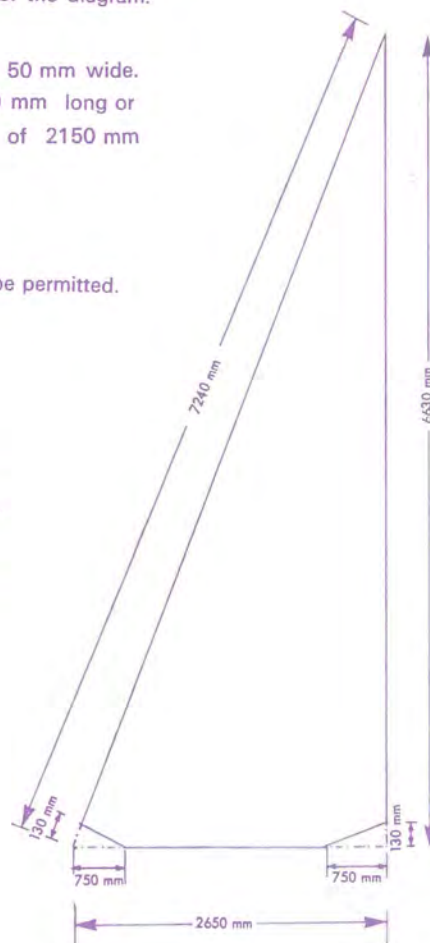 the diagram.
50 mm wide.
mm long or
of 2150 mm
be permitted.
7240 mm
6630 mm
130 mm
130 mm
750 mm
750 mm
2650 mm